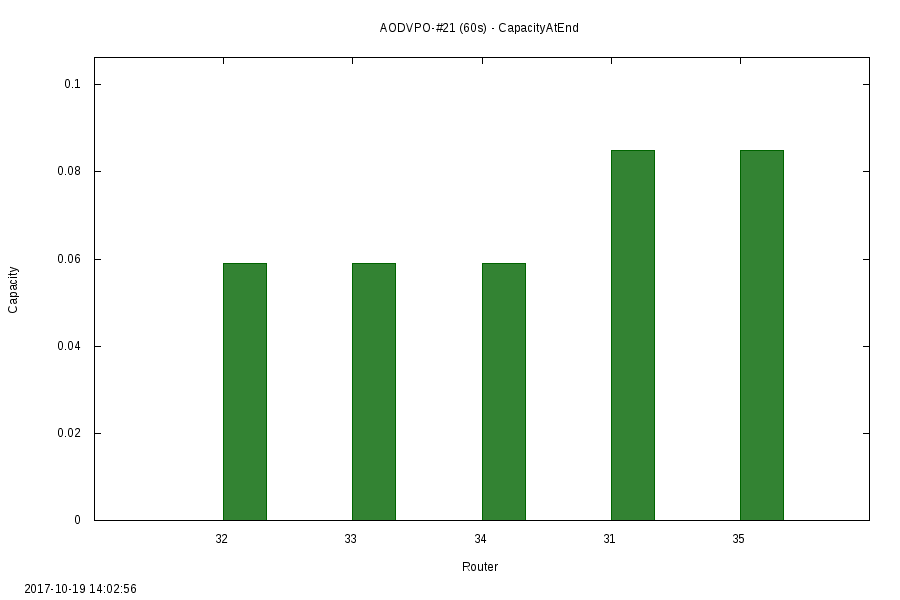 AODVPO-#21 (60s) - CapacityAtEnd
0.1
0.08
0.06
0.04
0.02
0
Capacity
32 33 34 31 35
Router
2017-10-19 14:02:56